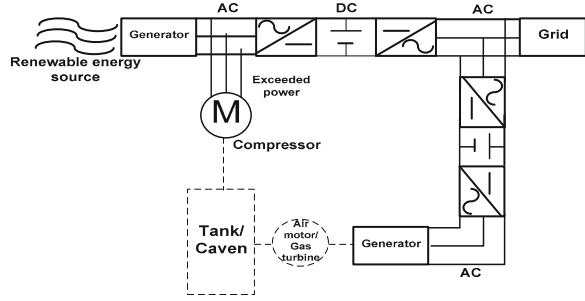 AC
DC
AC
Generator
Grid
Renewable energy
source
Exceeded
power
M
Compressor
Tank/
Caven
Air
motor/
Gas
turbine
Generator
AC